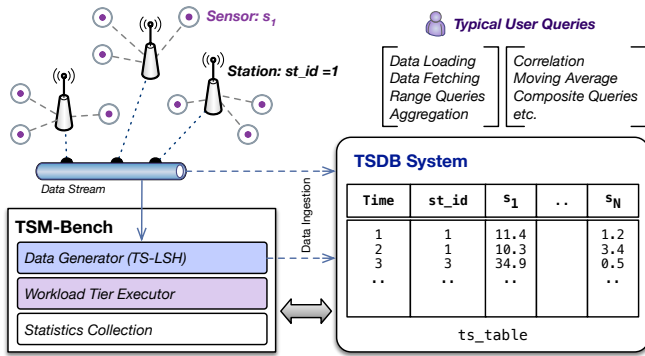 Sensor: s1
Station: st_id =1
Typical User Queries
Data Loading
Data Fetching
Range Queries
Aggregation
Correlation
Moving Average
Composite Queries
etc.
Data Stream
Data Ingestion
TSM-Bench
Data Generator (TS-LSH)
Workload Tier Executor
Statistics Collection
TSDB System
Time st_id s1 .. sN
1 1 11.4 1.2
2 1 10.3 3.4
3 3 34.9 0.5
.. .. .. ..
ts_table